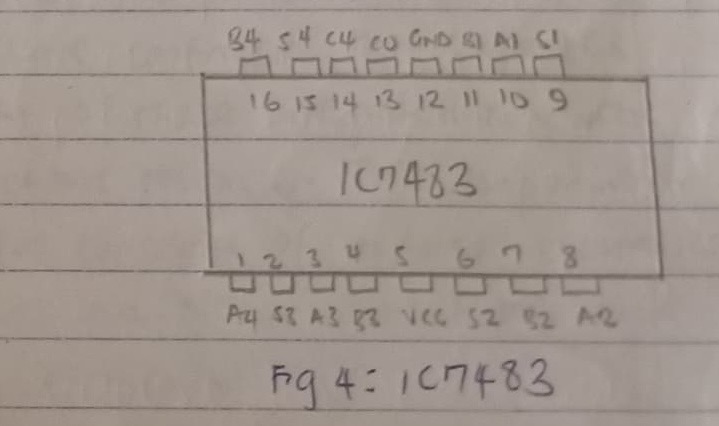 B4 S4 C4 C0 GND B1 A1 S1
16 15 14 13 12 11 10 9
IC7483
1 2 3 4 5 6 7 8
A4 S3 A3 B3 VCC S2 B2 A2
Fig 4: IC7483